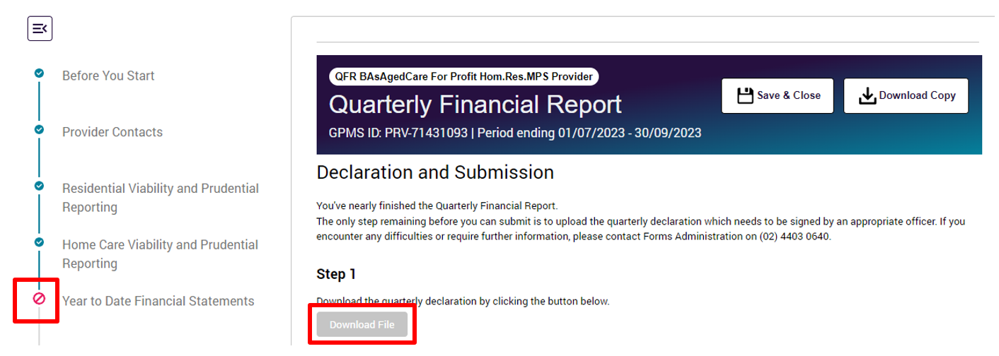 Before You Start
Provider Contacts
Residential Viability and Prudential
Reporting
Home Care Viability and Prudential
Reporting
Year to Date Financial Statements
QFR BAsAgedCare For Profit Hom.Res.MPS Provider
Quarterly Financial Report
GPMS ID: PRV-71431093 | Period ending 01/07/2023 - 30/09/2023
Save & Close
Download Copy
Declaration and Submission
You've nearly finished the Quarterly Financial Report.
The only step remaining before you can submit is to upload the quarterly declaration which needs to be signed by an appropriate officer. If you
encounter any difficulties or require further information, please contact Forms Administration on (02) 4403 0640.
Step 1
Download the quarterly declaration by clicking the button below.
Download File